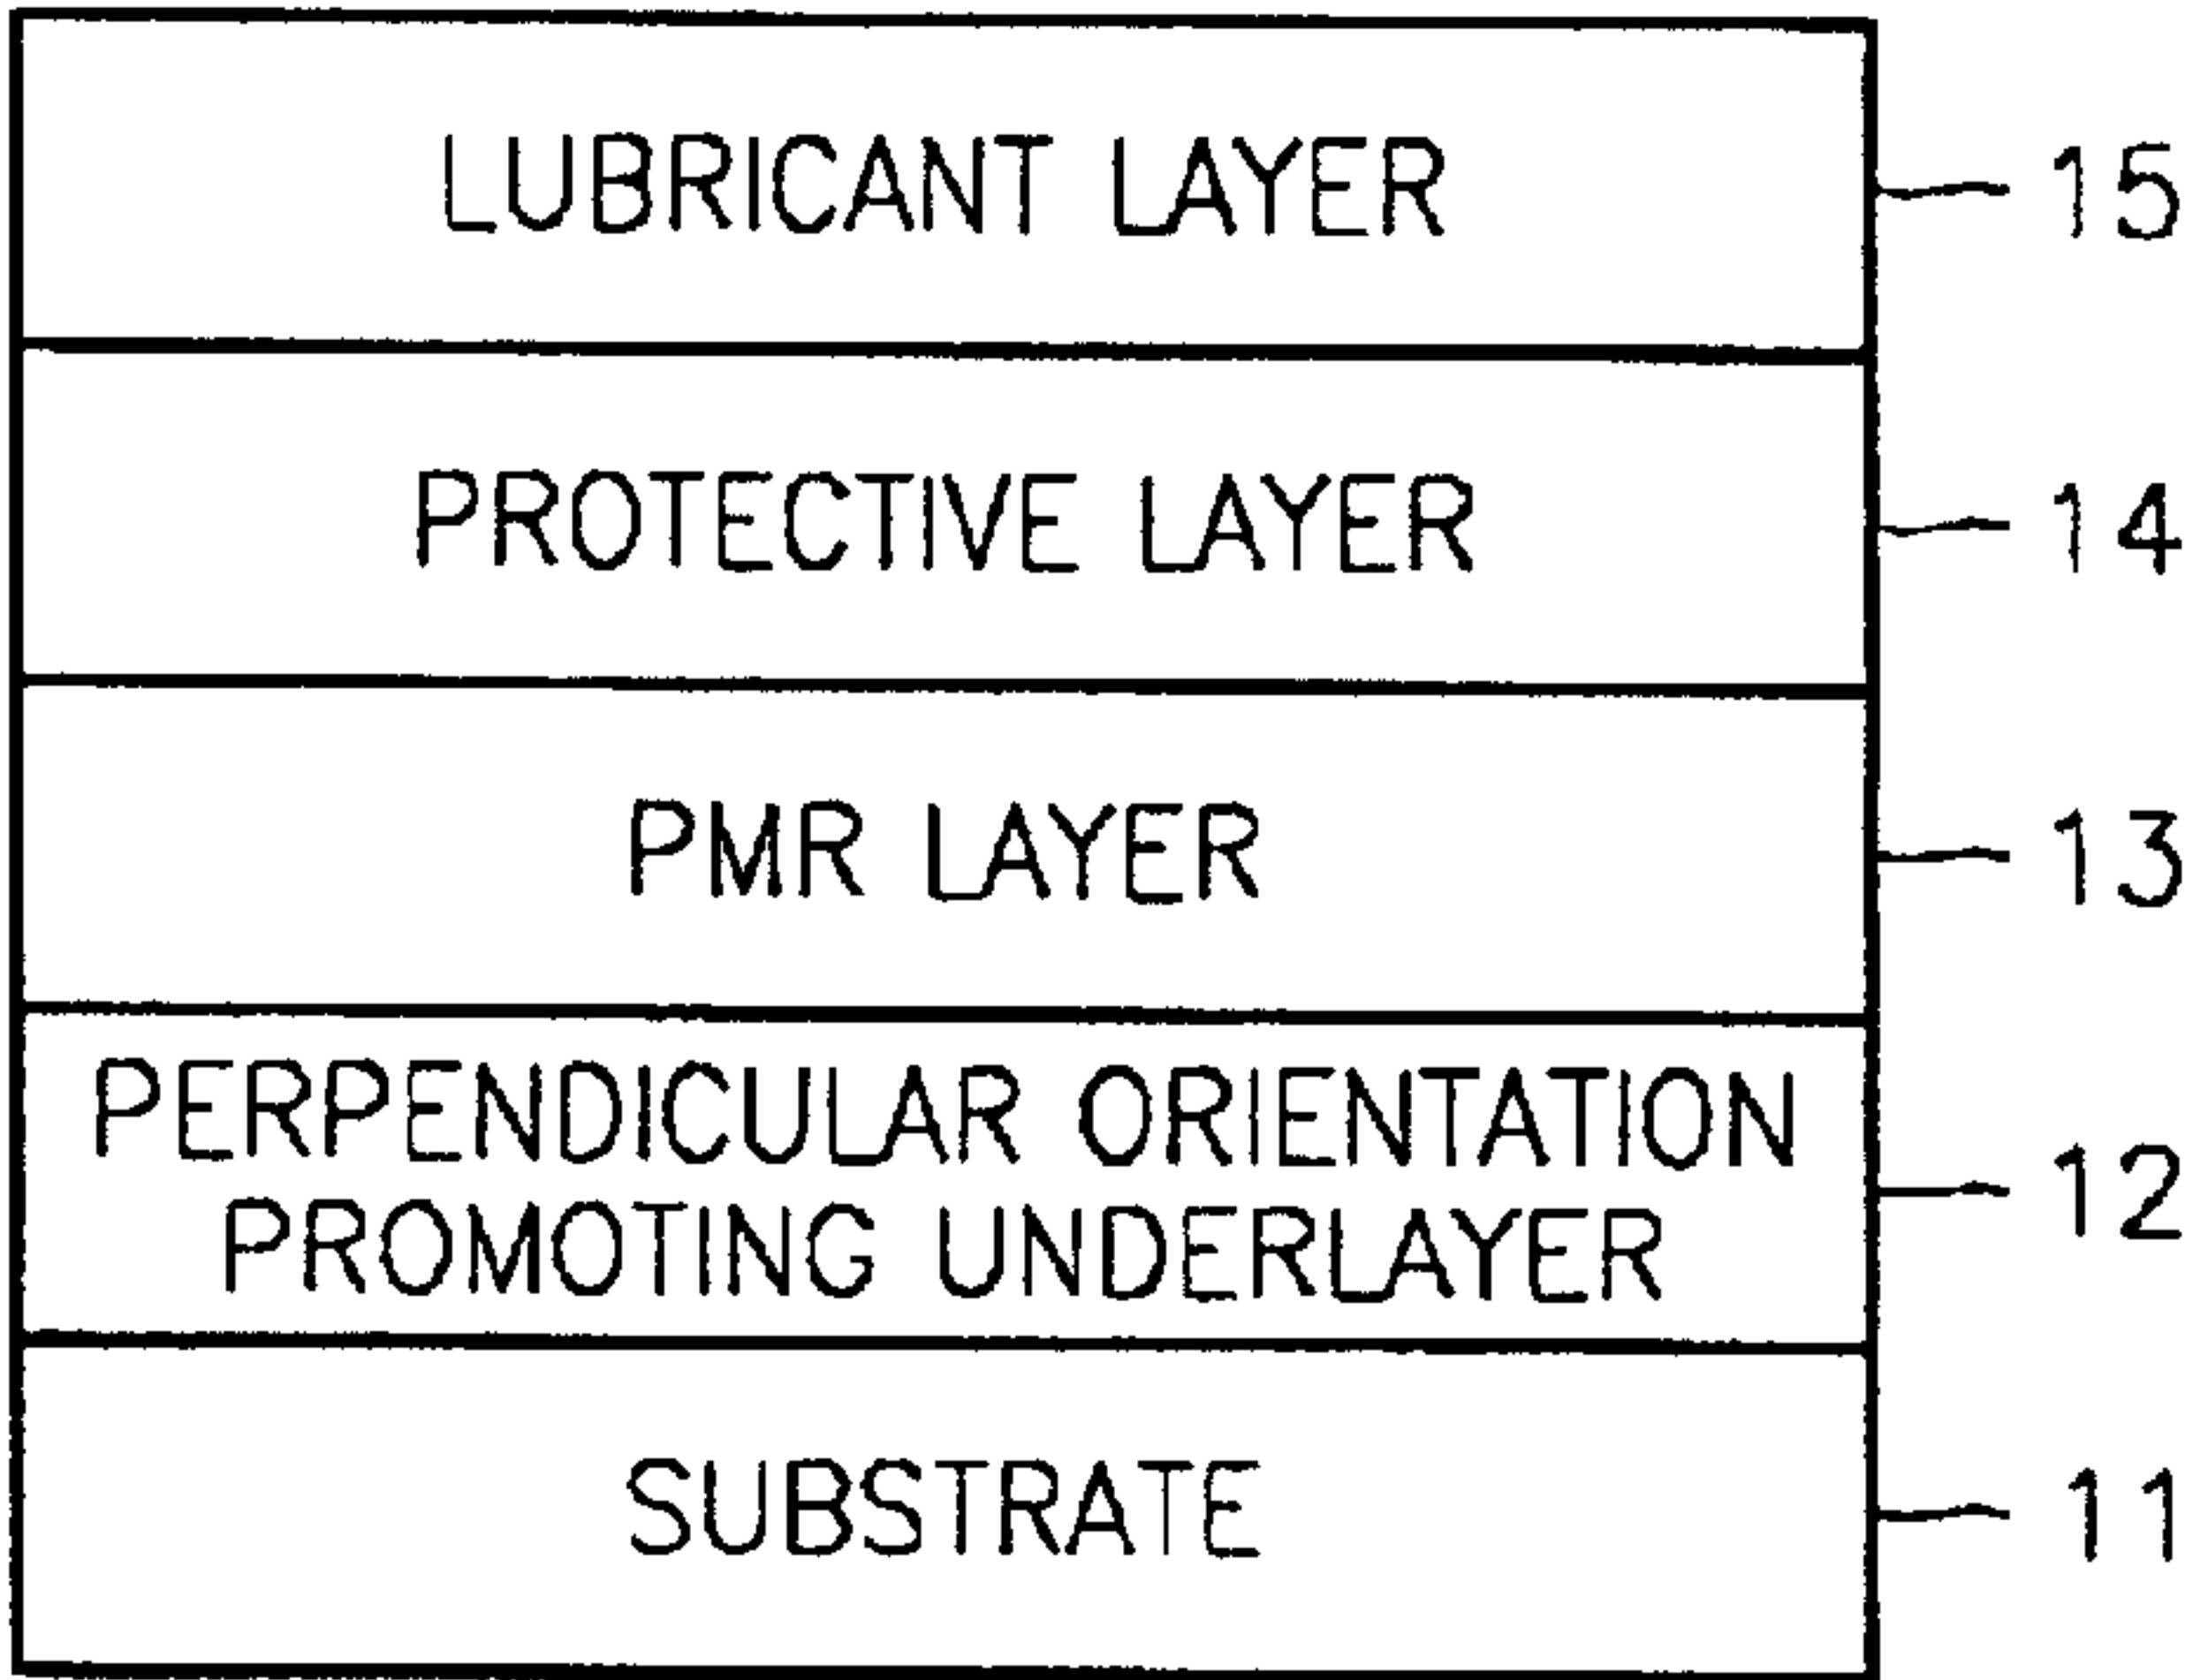 LUBRICANT LAYER 15
PROTECTIVE LAYER 14
PMR LAYER 13
PERPENDICULAR ORIENTATION
PROMOTING UNDERLAYER 12
SUBSTRATE 11